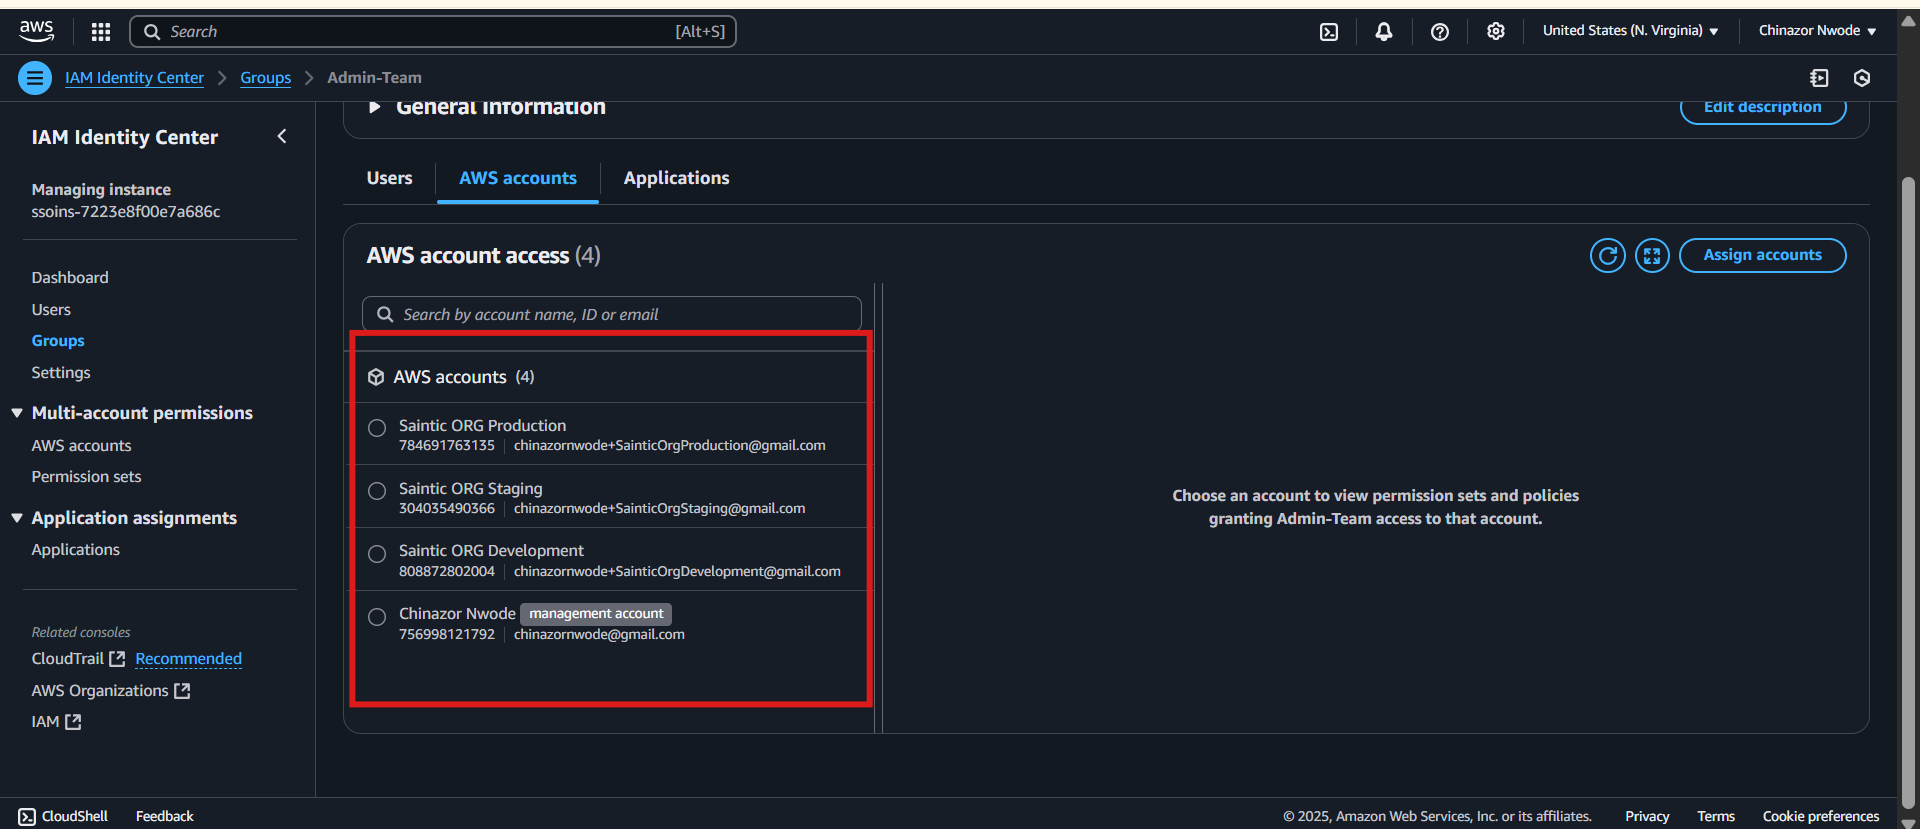 aws
Search [Alt+S]
United States (N. Virginia)
Chinazor Nwode
IAM Identity Center
Groups
Admin-Team
IAM Identity Center
Managing instance
ssoins-7223e8f00e7a686c
Dashboard
Users
Groups
Settings
Multi-account permissions
AWS accounts
Permission sets
Application assignments
Applications
Related consoles
CloudTrail Recommended
AWS Organizations
IAM
General information
Edit description
Users
AWS accounts
Applications
AWS account access (4)
Assign accounts
Search by account name, ID or email
AWS accounts (4)
Saintic ORG Production
784691763135 chinazornwode+SainticOrgProduction@gmail.com
Saintic ORG Staging
304035490366 chinazornwode+SainticOrgStaging@gmail.com
Saintic ORG Development
808872802004 chinazornwode+SainticOrgDevelopment@gmail.com
Chinazor Nwode management account
756998121792 chinazornwode@gmail.com
Choose an account to view permission sets and policies
granting Admin-Team access to that account.
CloudShell
Feedback
© 2025, Amazon Web Services, Inc. or its affiliates.
Privacy
Terms
Cookie preferences